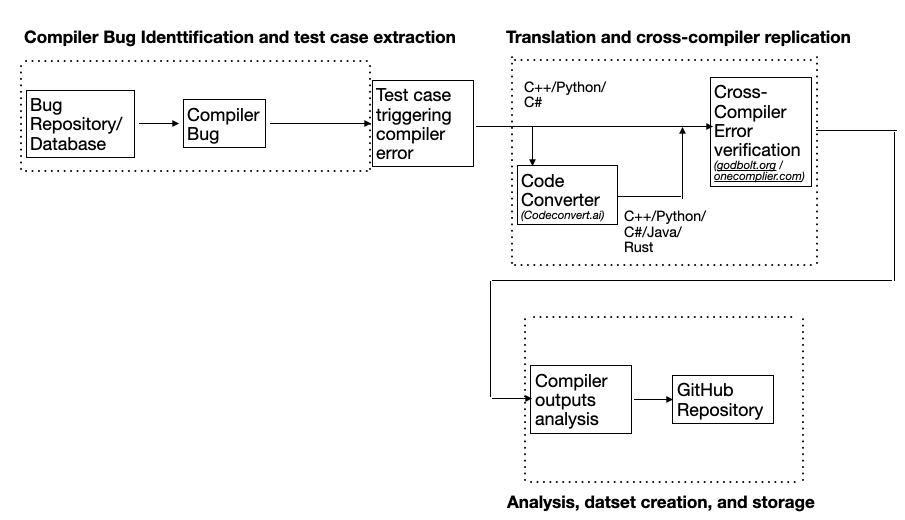 Compiler Bug Identtification and test case extraction
Translation and cross-compiler replication
Bug
Repository/
Database
Compiler
Bug
Test case
triggering
compiler
error
C++/Python/
C#
Code
Converter
(Codeconvert.ai)
C++/Python/
C#/Java/
Rust
Cross-
Compiler
Error
verification
(godbolt.org /
onecomplier.com)
Compiler
outputs
analysis
GitHub
Repository
Analysis, datset creation, and storage